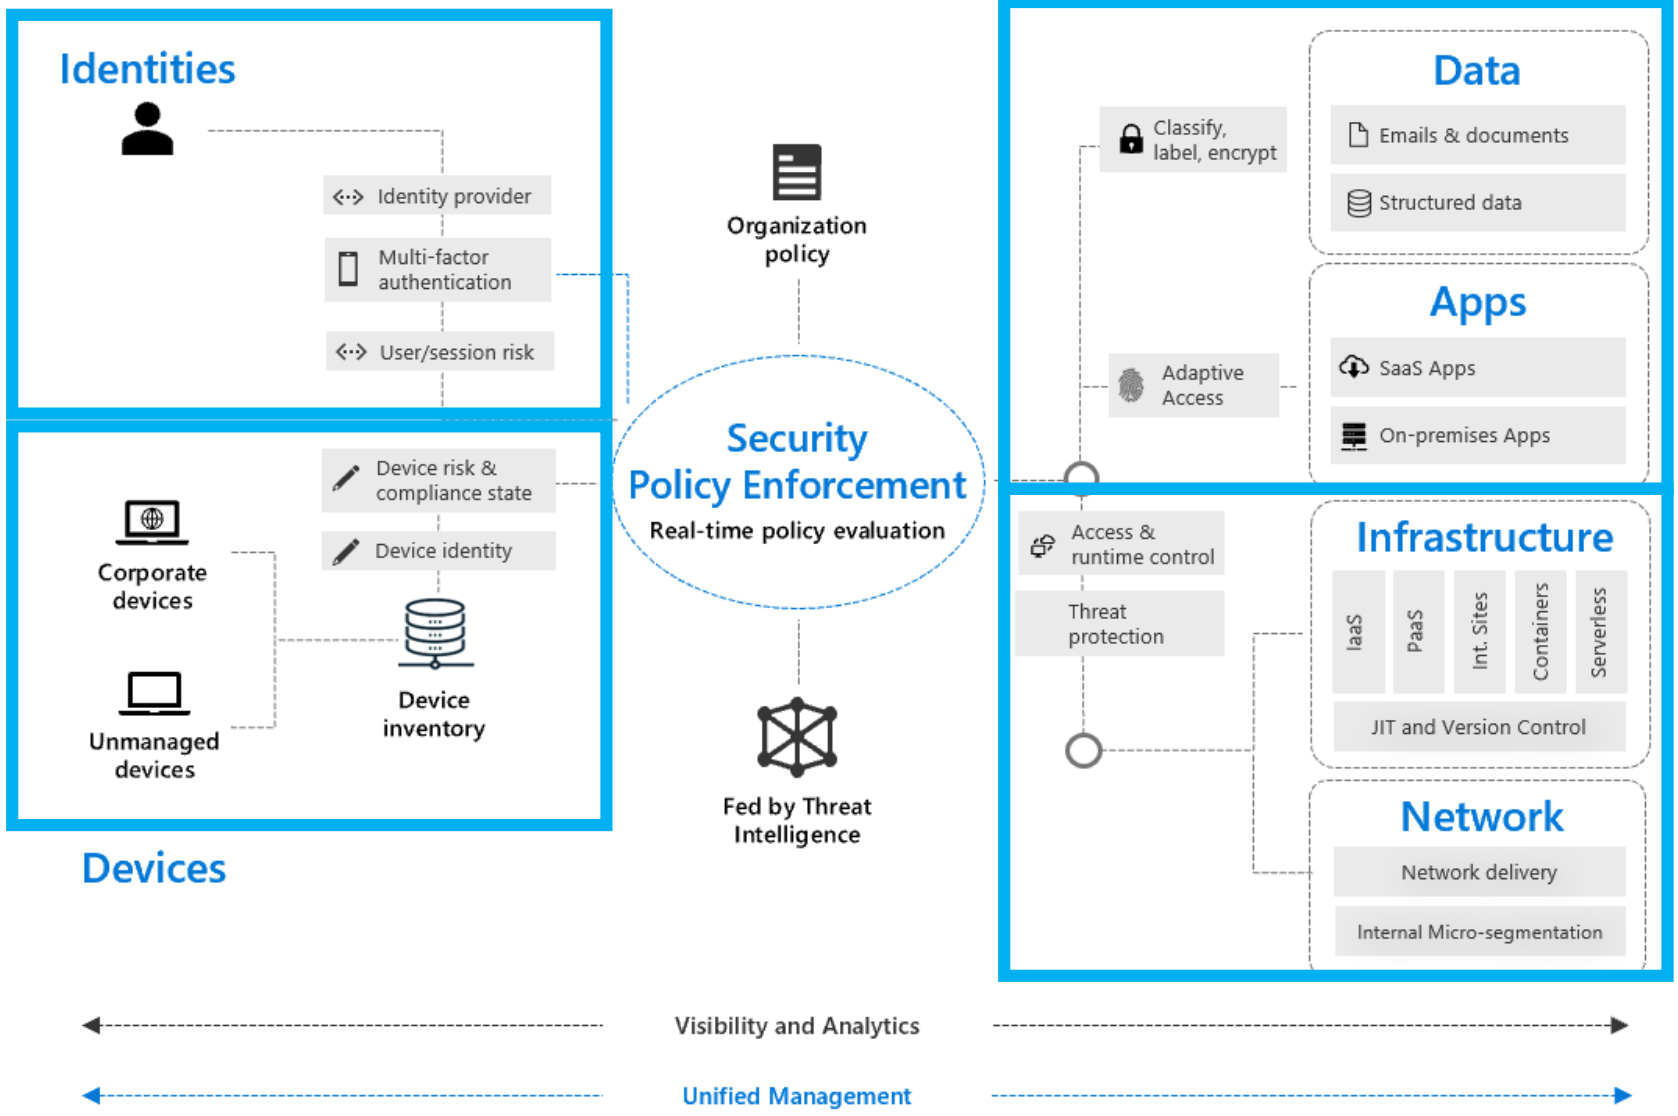 Identities
Identity provider
Multi-factor
authentication
User/session risk
Device risk &
compliance state
Device identity
Corporate
devices
Unmanaged
devices
Device
inventory
Devices
Organization
policy
Security
Policy Enforcement
Real-time policy evaluation
Fed by Threat
Intelligence
Classify,
label, encrypt
Adaptive
Access
Data
Emails & documents
Structured data
Apps
SaaS Apps
On-premises Apps
Access &
runtime control
Threat
protection
Infrastructure
IaaS
PaaS
Int. Sites
Containers
Serverless
JIT and Version Control
Network
Network delivery
Internal Micro-segmentation
Visibility and Analytics
Unified Management